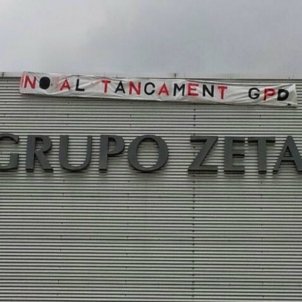 NO AL TANCAMENT GPD
GRUPO ZETA